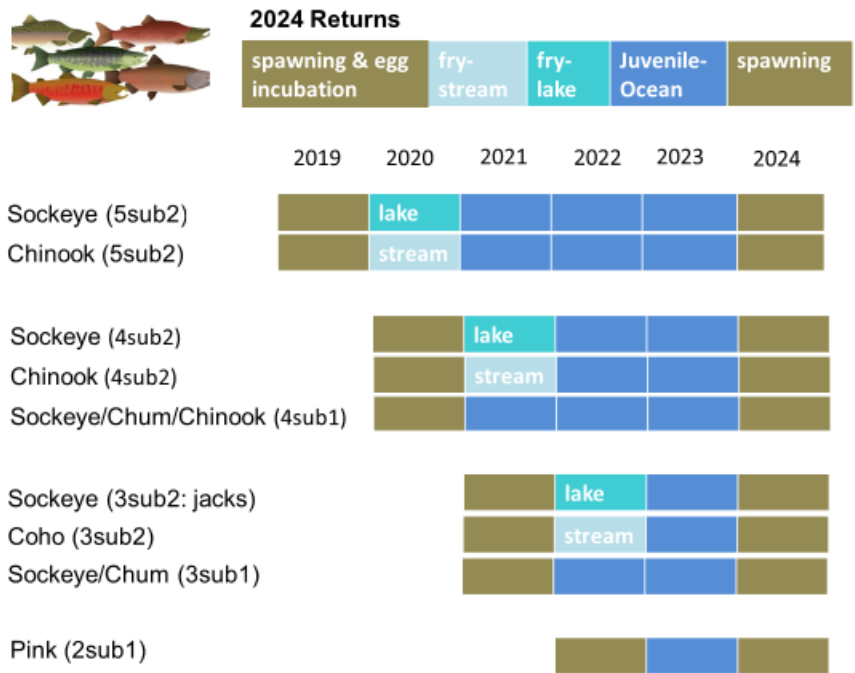 2024 Returns
spawning & egg incubation
fry-stream
fry-lake
Juvenile-Ocean
spawning
2019 2020 2021 2022 2023 2024
Sockeye (5sub2) lake
Chinook (5sub2) stream
Sockeye (4sub2) lake
Chinook (4sub2) stream
Sockeye/Chum/Chinook (4sub1)
Sockeye (3sub2: jacks) lake
Coho (3sub2) stream
Sockeye/Chum (3sub1)
Pink (2sub1)